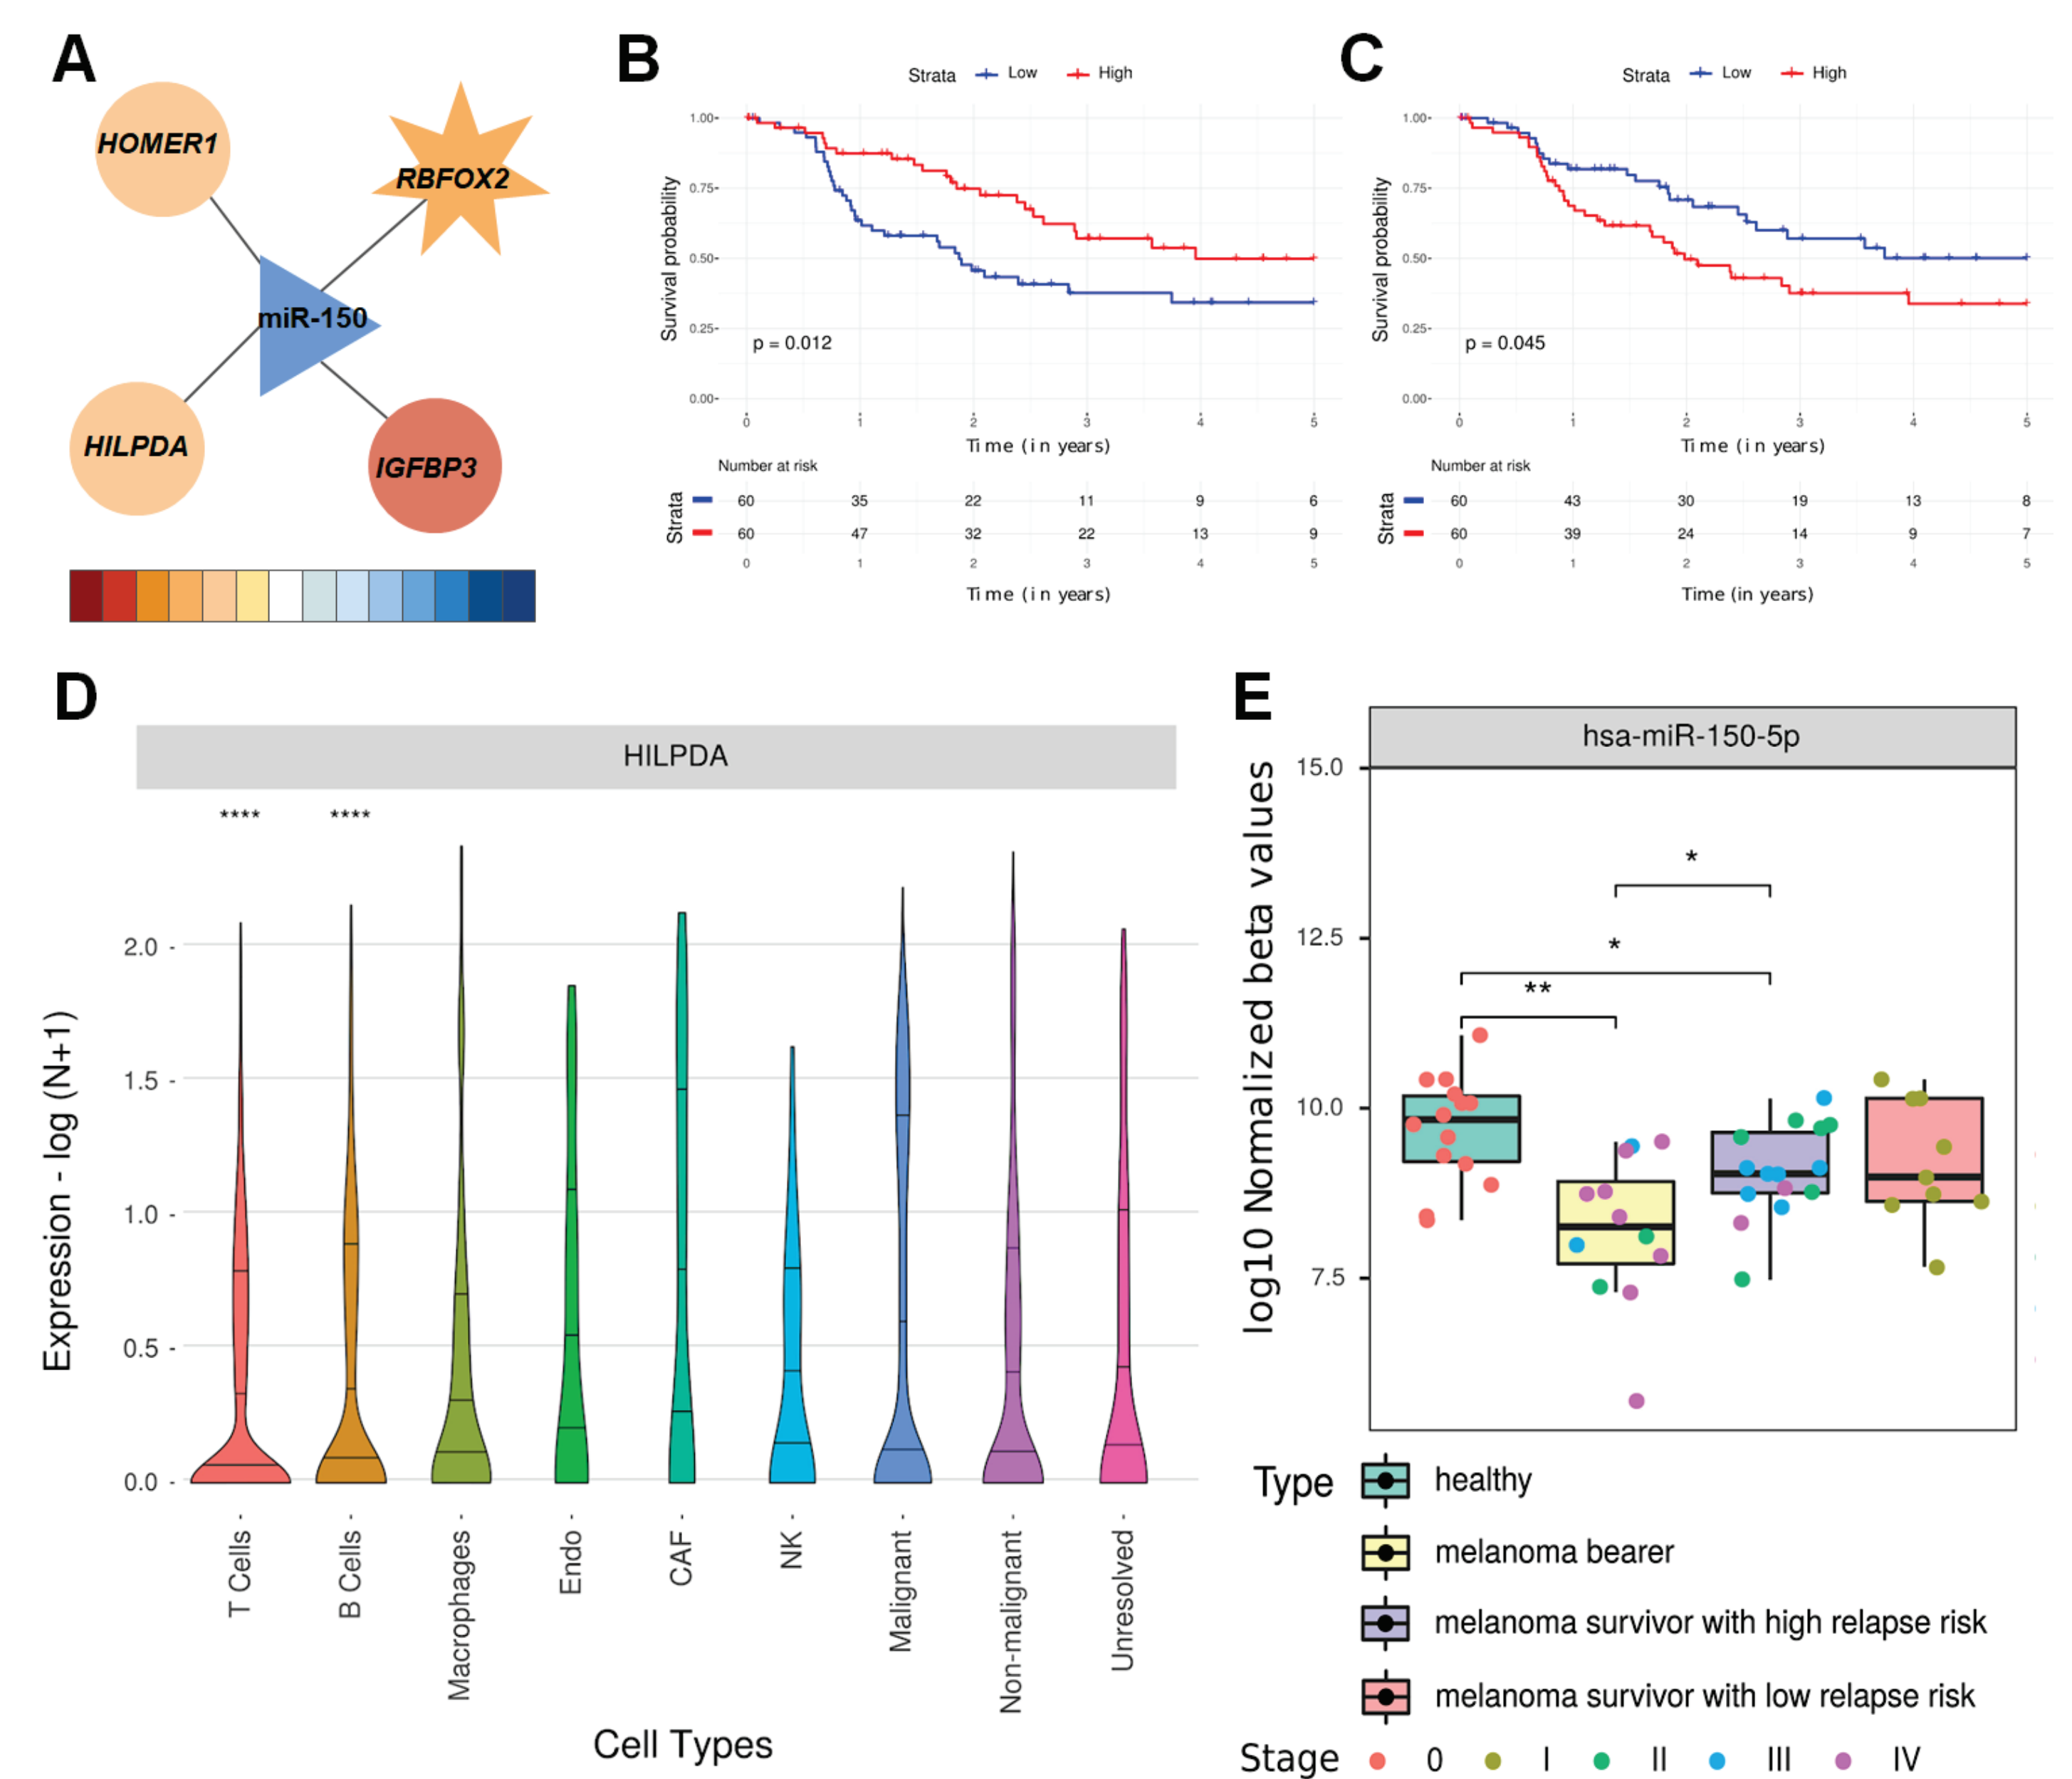 A
HOMER1
RBFOX2
miR-150
HILPDA
IGFBP3
B
Strata Low High
Survival probability
1.00
0.75
0.50
0.25
0.00
p = 0.012
0 1 2 3 4 5
Time (in years)
Number at risk
Strata
60 35 22 11 9 6
60 47 32 22 13 9
0 1 2 3 4 5
Time (in years)
C
Strata Low High
Survival probability
1.00
0.75
0.50
0.25
0.00
p = 0.045
0 1 2 3 4 5
Time (in years)
Number at risk
Strata
60 43 30 19 13 8
60 39 24 14 9 7
0 1 2 3 4 5
Time (in years)
D
HILPDA
**** ****
Expression - log (N+1)
2.0
1.5
1.0
0.5
0.0
T Cells
B Cells
Macrophages
Endo
CAF
NK
Malignant
Non-malignant
Unresolved
Cell Types
E
hsa-miR-150-5p
log10 Normalized beta values
15.0
12.5
10.0
7.5
*
*
**
Type
healthy
melanoma bearer
melanoma survivor with high relapse risk
melanoma survivor with low relapse risk
Stage 0 I II III IV